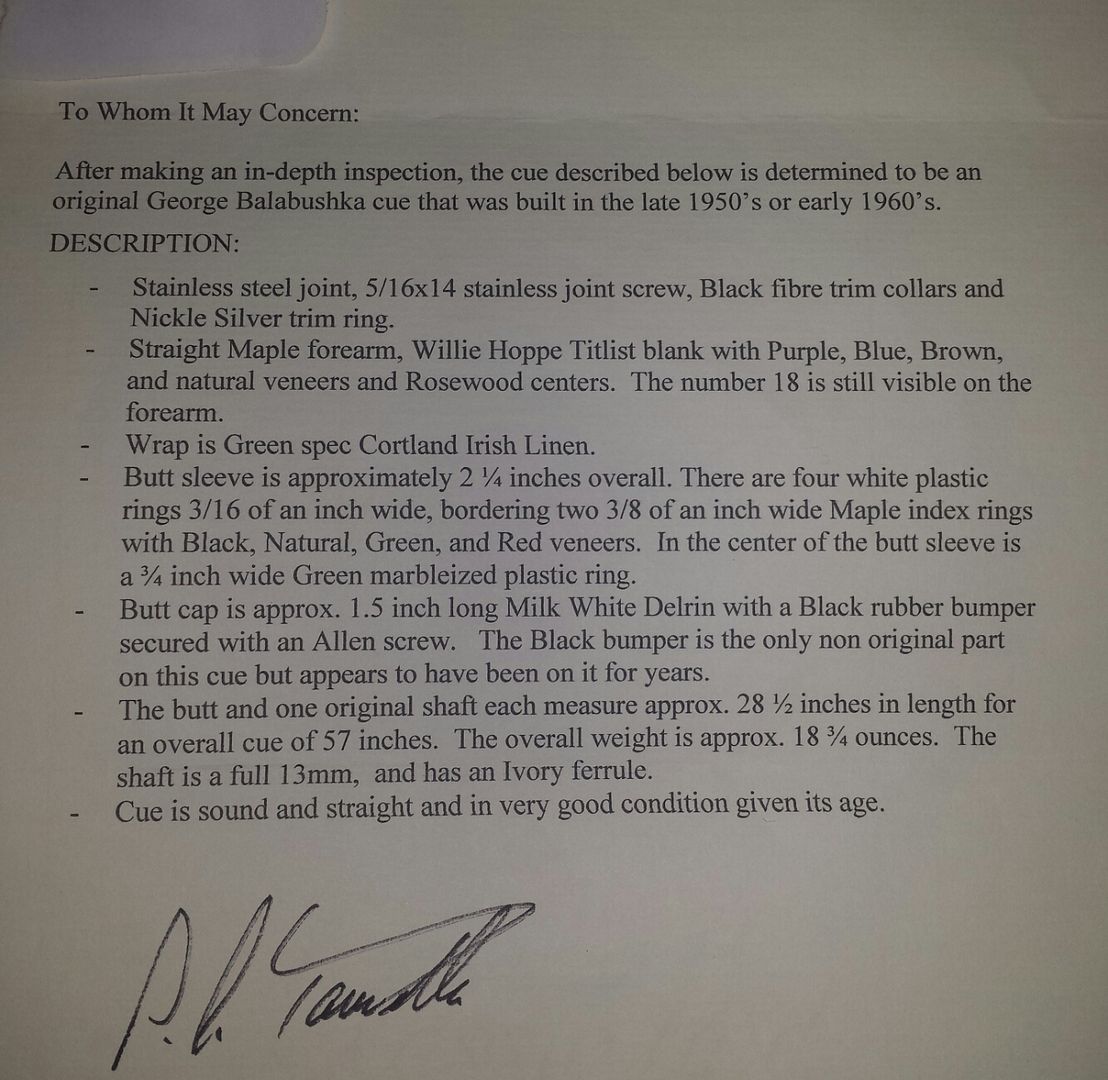 To Whom It May Concern:
After making an in-depth inspection, the cue described below is determined to be an
original George Balabushka cue that was built in the late 1950’s or early 1960’s.
DESCRIPTION:
- Stainless steel joint, 5/16x14 stainless joint screw, Black fibre trim collars and
Nickle Silver trim ring.
- Straight Maple forearm, Willie Hoppe Titlist blank with Purple, Blue, Brown,
and natural veneers and Rosewood centers. The number 18 is still visible on the
forearm.
- Wrap is Green spec Cortland Irish Linen.
- Butt sleeve is approximately 2 ¼ inches overall. There are four white plastic
rings 3/16 of an inch wide, bordering two 3/8 of an inch wide Maple index rings
with Black, Natural, Green, and Red veneers. In the center of the butt sleeve is
a ¾ inch wide Green marbleized plastic ring.
- Butt cap is approx. 1.5 inch long Milk White Delrin with a Black rubber bumper
secured with an Allen screw. The Black bumper is the only non original part
on this cue but appears to have been on it for years.
- The butt and one original shaft each measure approx. 28 ½ inches in length for
an overall cue of 57 inches. The overall weight is approx. 18 ¾ ounces. The
shaft is a full 13mm, and has an Ivory ferrule.
- Cue is sound and straight and in very good condition given its age.